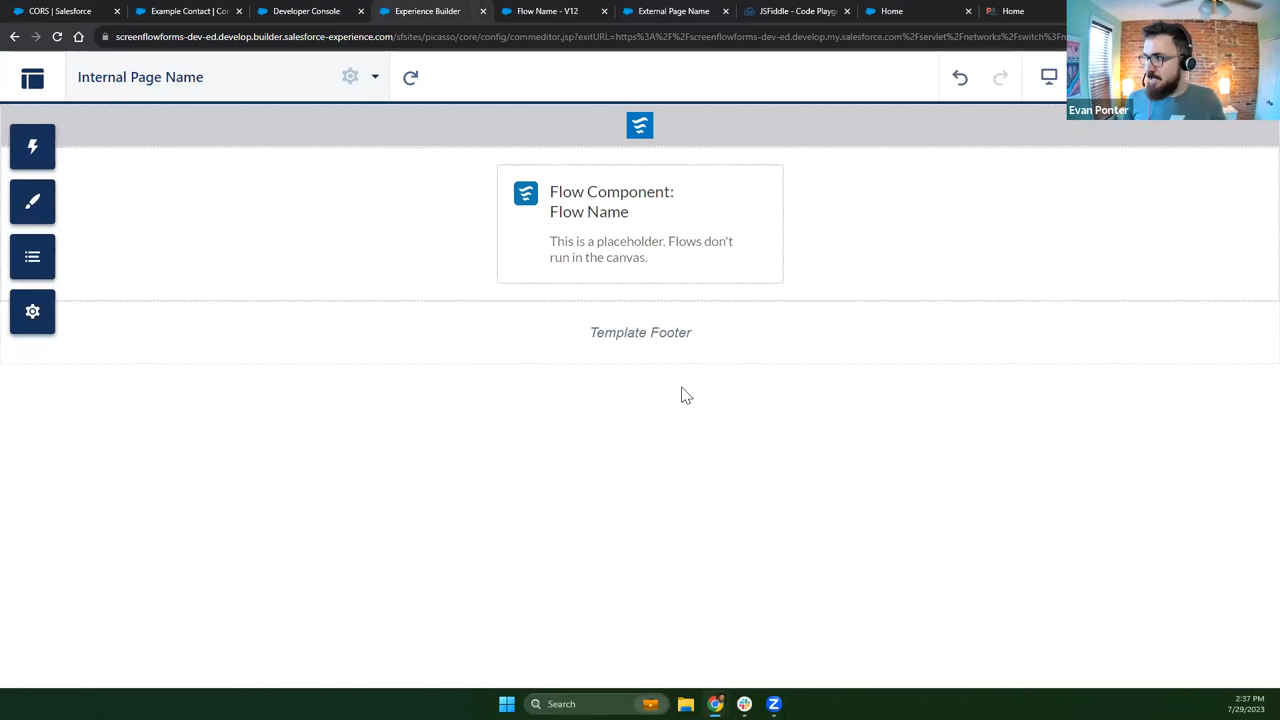 CORS | Salesforce
Example Contact | Co
Developer Console
Experience Builder
Flow Name - V12
External Page Name
JSFiddle - Code Playg
Home
Home
screenflowforms-dev-ed.develop.builder.salesforce-experience.com/sfsites/picasso/core/config/commeditor.jsp?exitURL=https%3A%2F%2Fscreenflowforms-dev-ed.develop.my.salesforce.com%2Fservlet%2Fnetworks%2Fswitch%3Fn
Internal Page Name
Evan Ponter
Flow Component:
Flow Name
This is a placeholder. Flows don't
run in the canvas.
Template Footer
Search
2:37 PM
7/29/2023